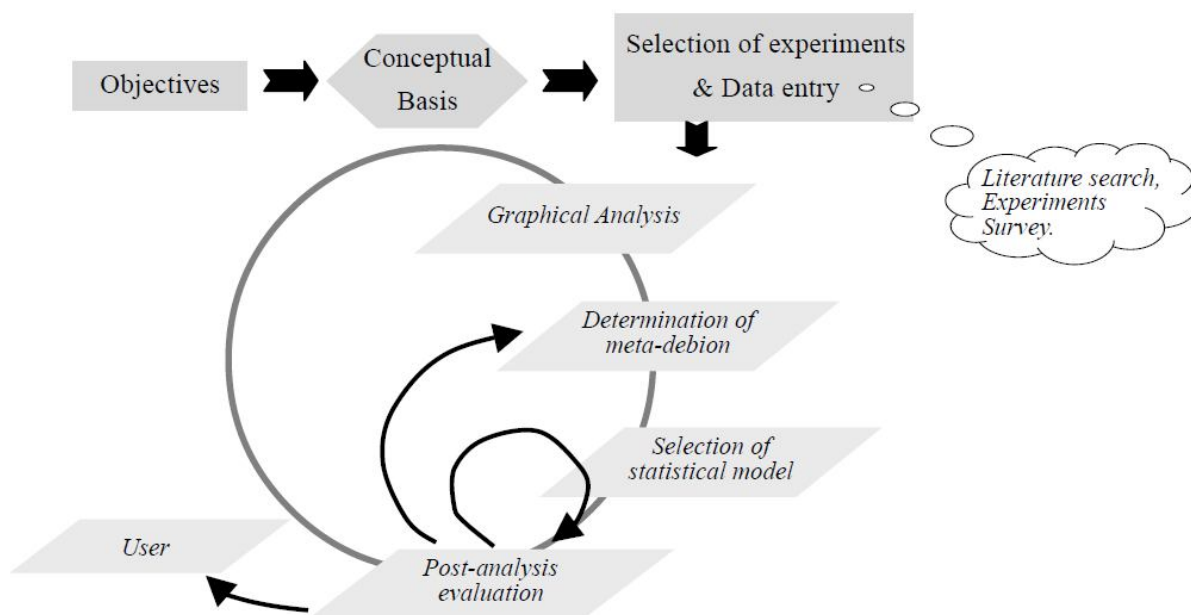 Objectives
Conceptual
Basis
Selection of experiments
& Data entry
Literature search,
Experiments
Survey.
Graphical Analysis
Determination of
meta-debion
Selection of
statistical model
User
Post-analysis
evaluation